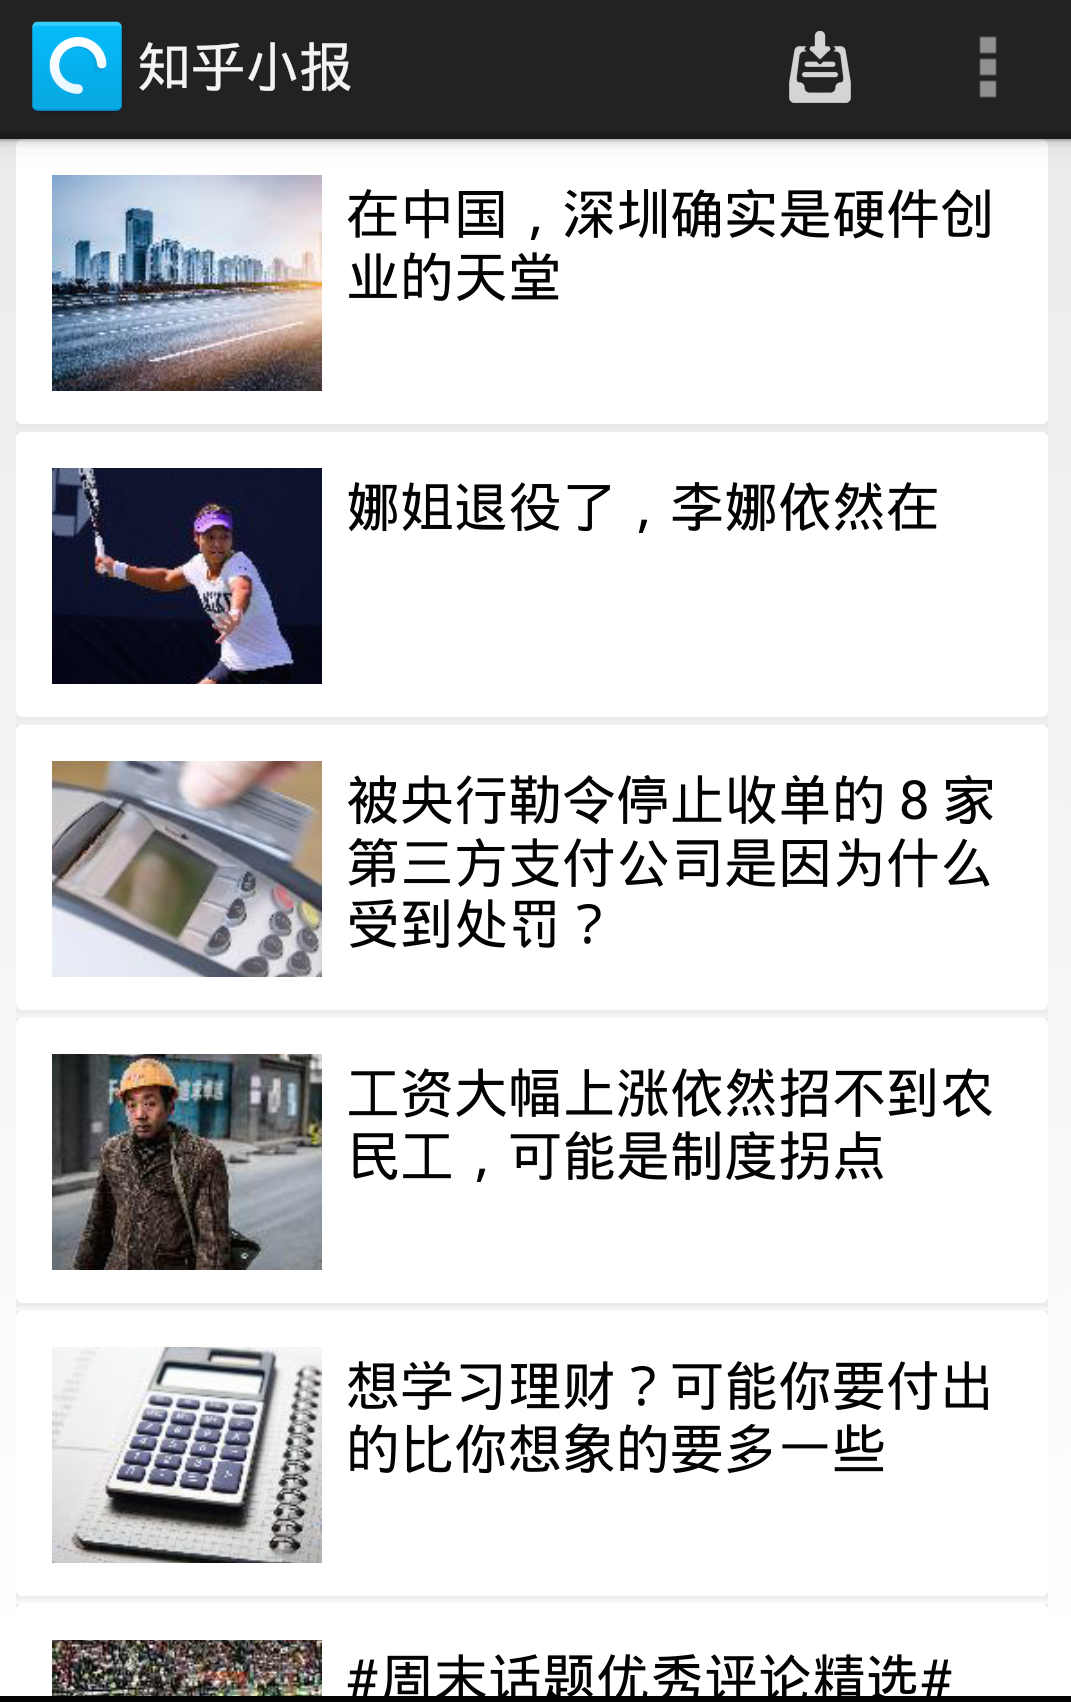 知乎小报
在中国，深圳确实是硬件创
业的天堂
娜姐退役了，李娜依然在
被央行勒令停止收单的 8 家
第三方支付公司是因为什么
受到处罚？
工资大幅上涨依然招不到农
民工，可能是制度拐点
想学习理财？可能你要付出
的比你想象的要多一些
#周末话题优秀评论精选#